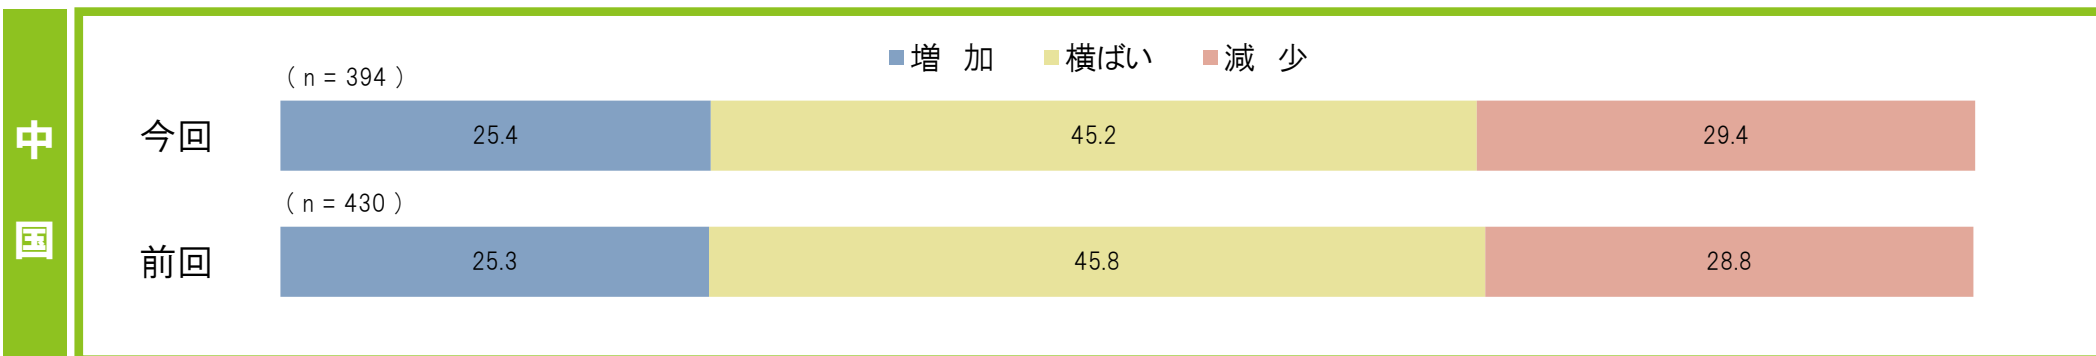 中国
増 加 横ばい 減 少
( n = 394 )
今回 25.4 45.2 29.4
( n = 430 )
前回 25.3 45.8 28.8